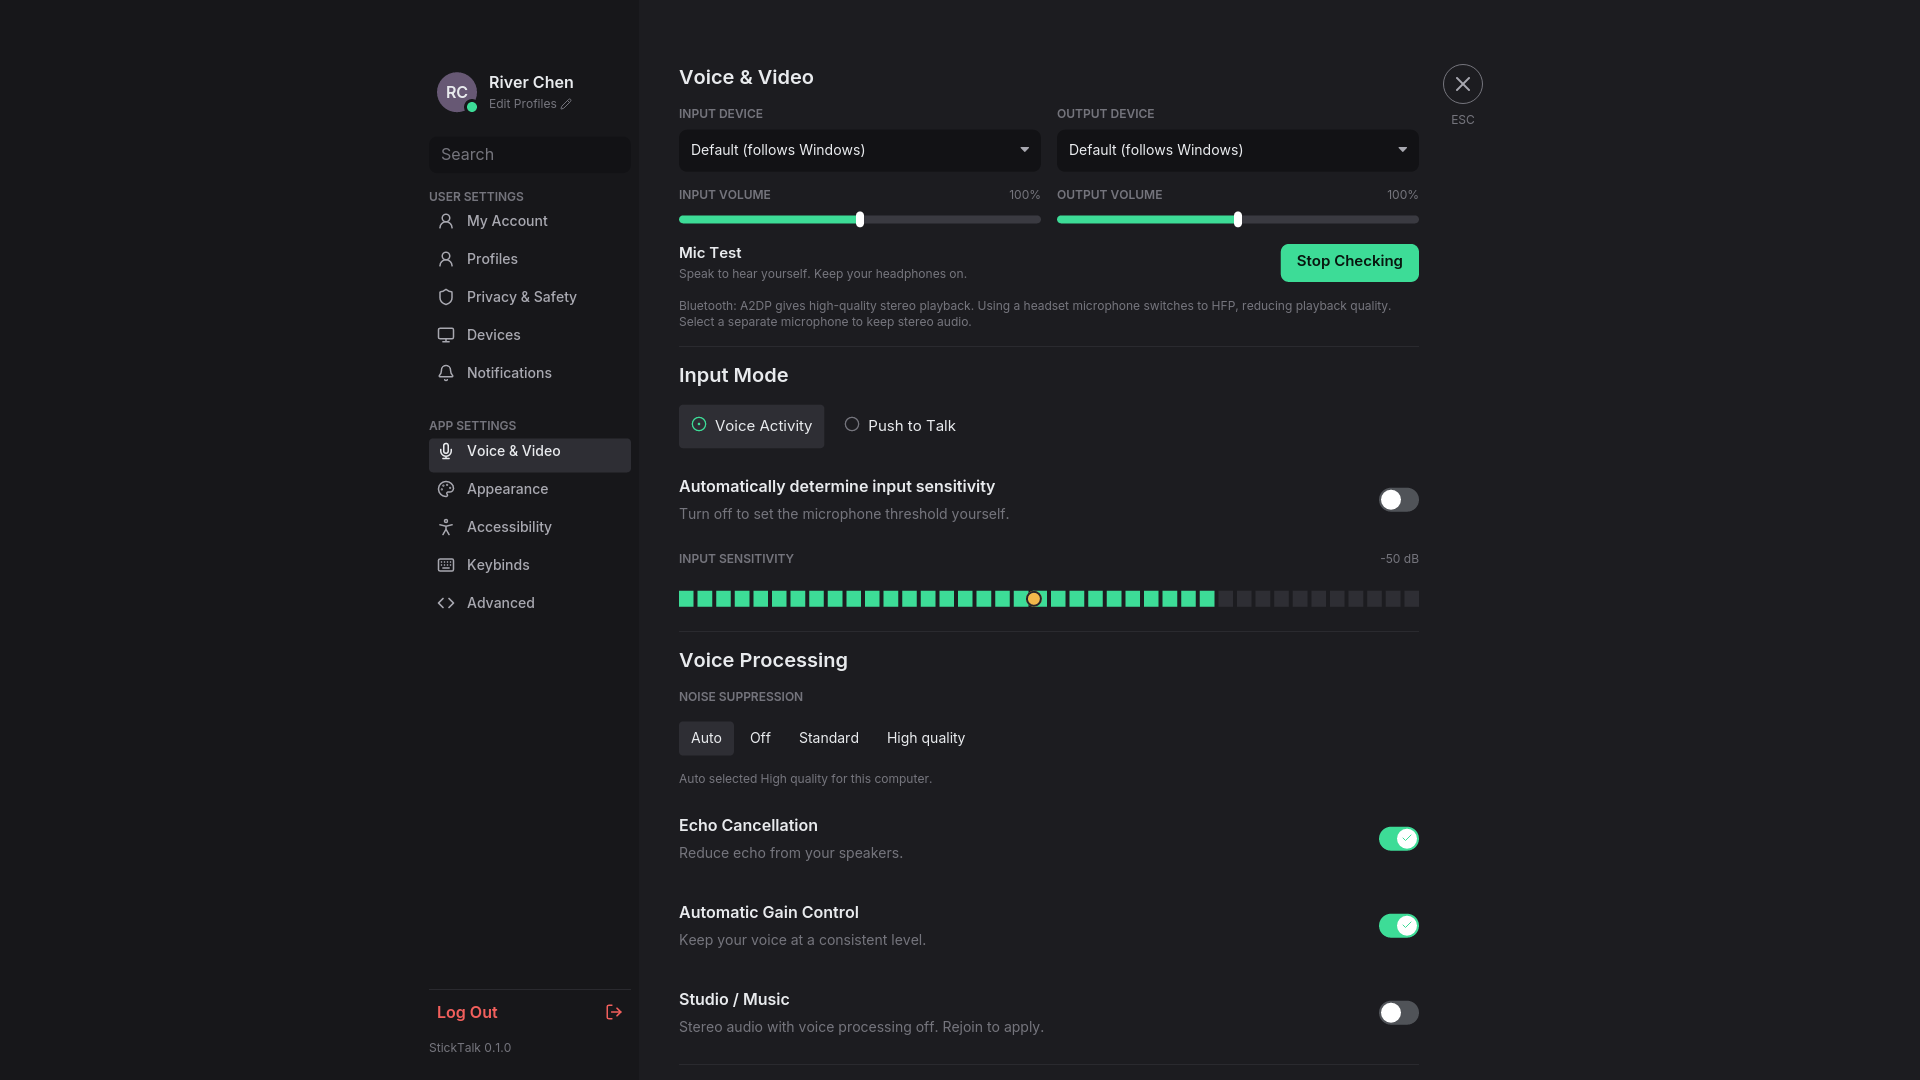 RC
River Chen
Edit Profiles
Search
USER SETTINGS
My Account
Profiles
Privacy & Safety
Devices
Notifications
APP SETTINGS
Voice & Video
Appearance
Accessibility
Keybinds
Advanced
Log Out
StickTalk 0.1.0
Voice & Video
INPUT DEVICE
Default (follows Windows)
OUTPUT DEVICE
Default (follows Windows)
INPUT VOLUME 100%
OUTPUT VOLUME 100%
Mic Test
Speak to hear yourself. Keep your headphones on.
Stop Checking
Bluetooth: A2DP gives high-quality stereo playback. Using a headset microphone switches to HFP, reducing playback quality.
Select a separate microphone to keep stereo audio.
Input Mode
Voice Activity
Push to Talk
Automatically determine input sensitivity
Turn off to set the microphone threshold yourself.
INPUT SENSITIVITY -50 dB
Voice Processing
NOISE SUPPRESSION
Auto Off Standard High quality
Auto selected High quality for this computer.
Echo Cancellation
Reduce echo from your speakers.
Automatic Gain Control
Keep your voice at a consistent level.
Studio / Music
Stereo audio with voice processing off. Rejoin to apply.
ESC